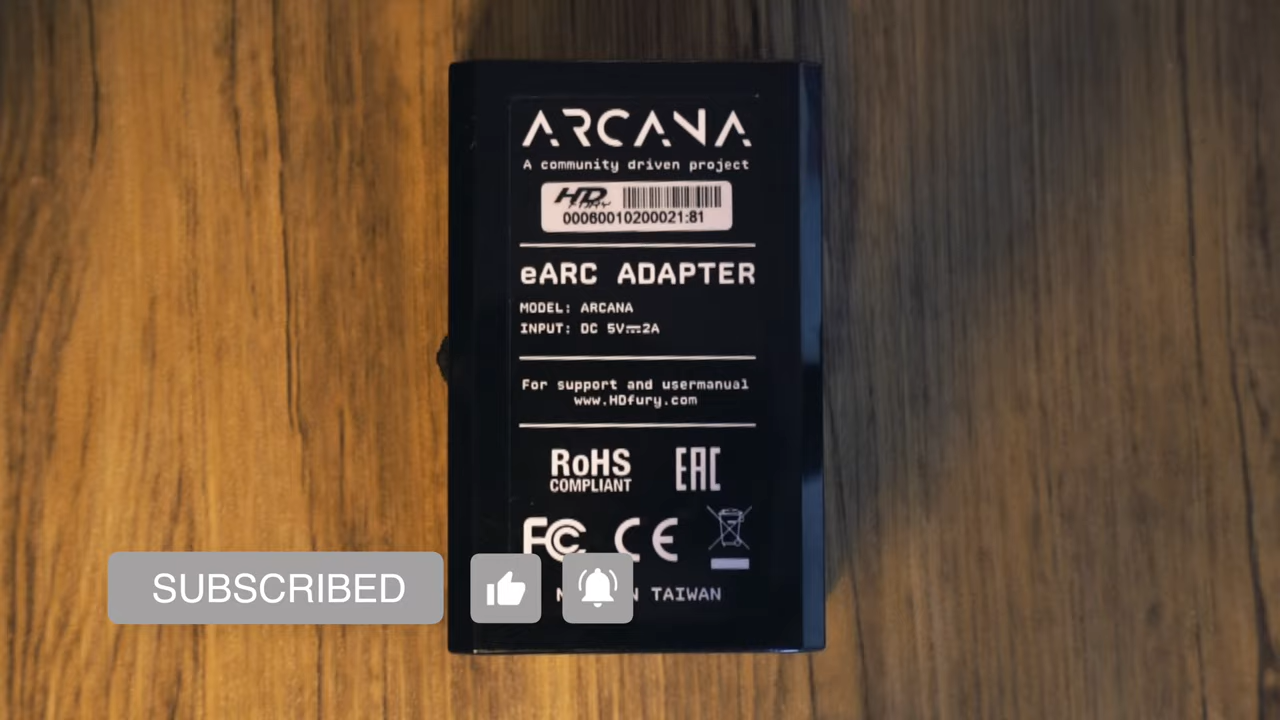 ARCANA
A community driven project
HD FURY
00060010200021:81
eARC ADAPTER
MODEL: ARCANA
INPUT: DC 5V⎓2A
For support and usermanual
www.HDfury.com
RoHS
COMPLIANT
EAC
FC CE
SUBSCRIBED
TAIWAN